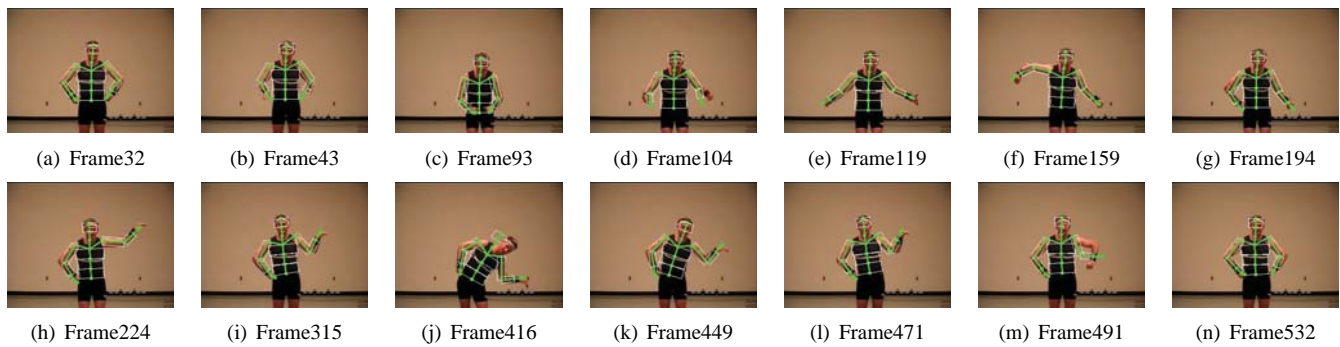 (a) Frame32 (b) Frame43 (c) Frame93 (d) Frame104 (e) Frame119 (f) Frame159 (g) Frame194
(h) Frame224 (i) Frame315 (j) Frame416 (k) Frame449 (l) Frame471 (m) Frame491 (n) Frame532